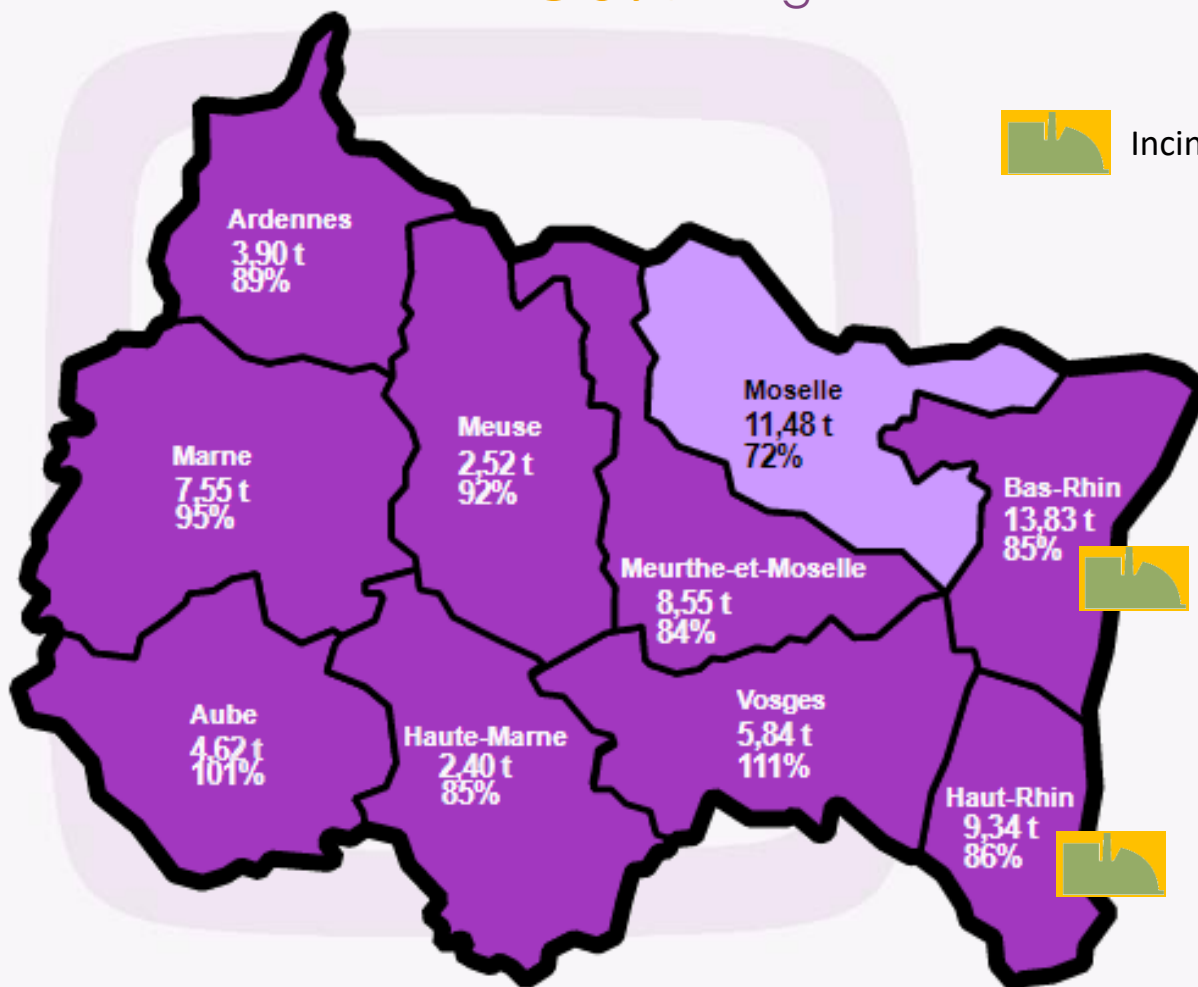 Incin
Ardennes
3,90 t
89%
Moselle
11,48 t
72%
Meuse
2,52 t
92%
Marne
7,55 t
95%
Bas-Rhin
13,83 t
85%
Meurthe-et-Moselle
8,55 t
84%
Vosges
5,84 t
111%
Aube
4,62 t
101%
Haute-Marne
2,40 t
85%
Haut-Rhin
9,34 t
86%